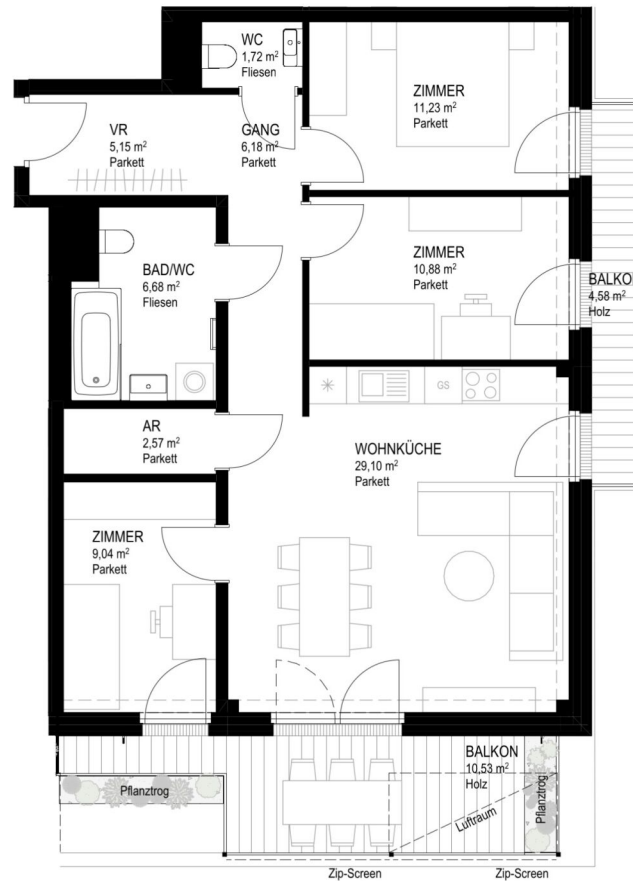 WC
1,72 m²
Fliesen
ZIMMER
11,23 m²
Parkett
VR
5,15 m²
Parkett
GANG
6,18 m²
Parkett
ZIMMER
10,88 m²
Parkett
BAD/WC
6,68 m²
Fliesen
BALKON
4,58 m²
Holz
GS
AR
2,57 m²
Parkett
WOHNKÜCHE
29,10 m²
Parkett
ZIMMER
9,04 m²
Parkett
BALKON
10,53 m²
Holz
Pflanztrog
Luftraum
Pflanztrog
Zip-Screen
Zip-Screen